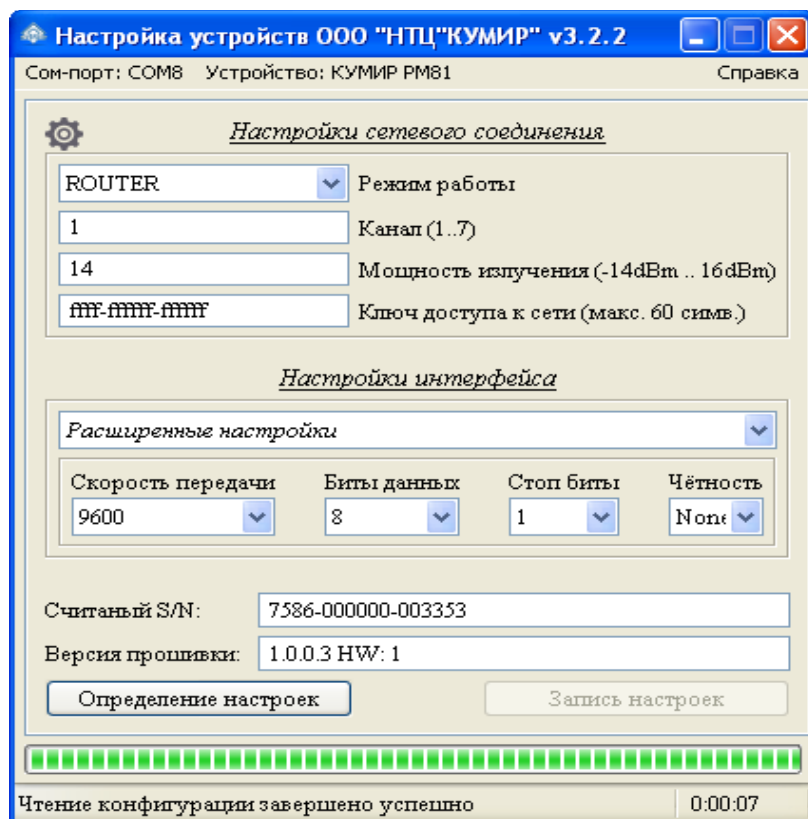 Настройка устройств ООО "НТЦ"КУМИР" v3.2.2
Com-порт: COM8 Устройство: КУМИР РМ81 Справка
Настройки сетевого соединения
ROUTER Режим работы
1 Канал (1..7)
14 Мощность излучения (-14dBm .. 16dBm)
ffff-ffffff-ffffff Ключ доступа к сети (макс. 60 симв.)
Настройки интерфейса
Расширенные настройки
Скорость передачи Биты данных Стоп биты Чётность
9600 8 1 None
Считаный S/N: 7586-000000-003353
Версия прошивки: 1.0.0.3 HW: 1
Определение настроек Запись настроек
Чтение конфигурации завершено успешно 0:00:07